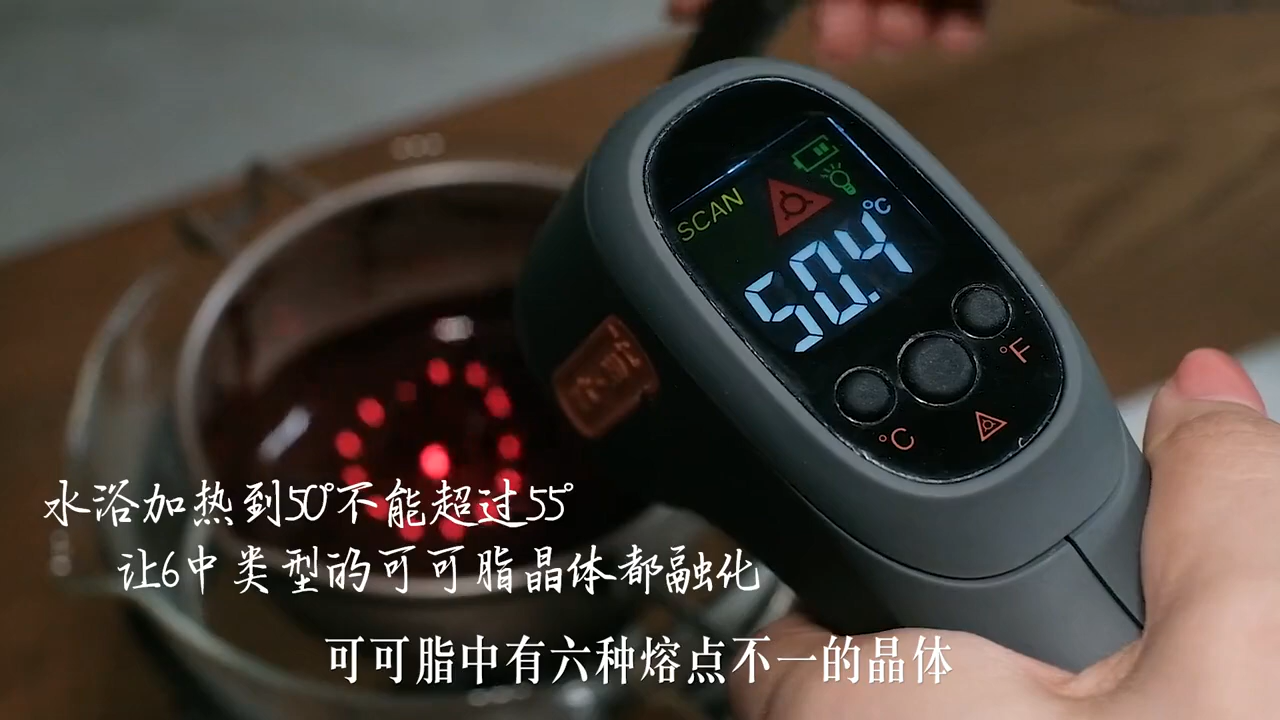 SCAN
°C
50.4
°F
°C
水浴加热到50°不能超过55°
让6中类型的可可脂晶体都融化
可可脂中有六种熔点不一的晶体